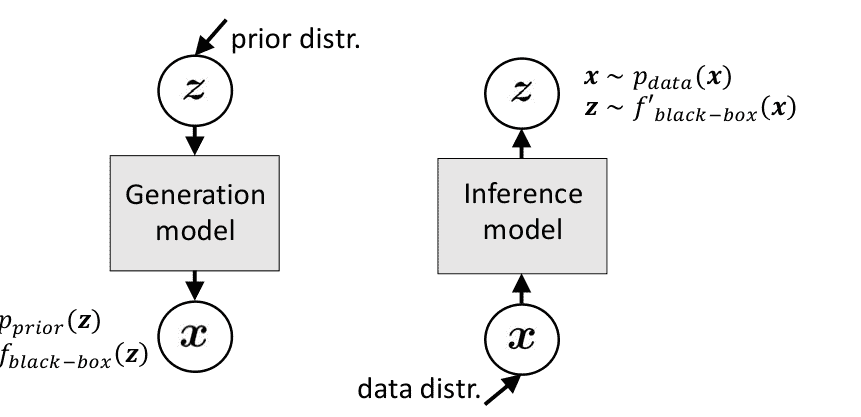 prior distr.
z
Generation
model
p_prior(z)
f_black-box(z)
x
z
x ~ p_data(x)
z ~ f'_black-box(x)
Inference
model
x
data distr.